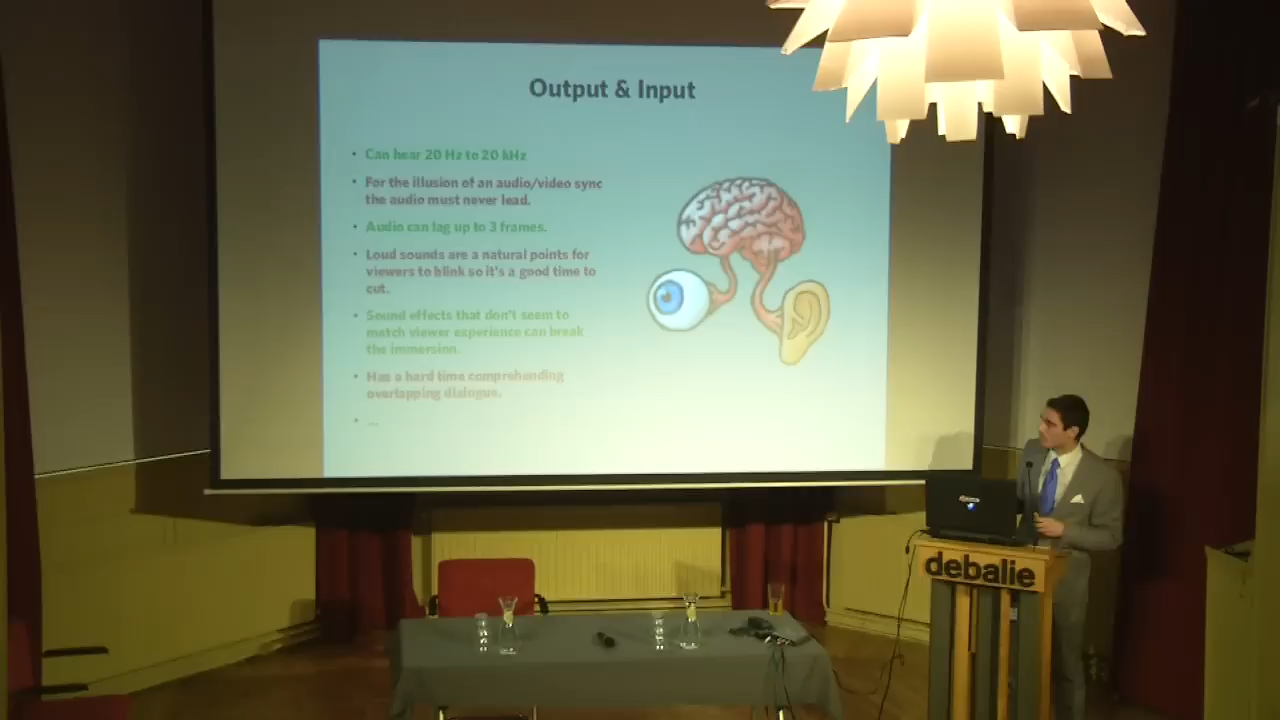 Output & Input
• Can hear 20 Hz to 20 kHz
• For the illusion of an audio/video sync
the audio must never lead.
• Audio can lag up to 3 frames.
• Loud sounds are a natural points for
viewers to blink so it's a good time to
cut.
• Sound effects that don't seem to
match viewer experience can break
the immersion.
• Has a hard time comprehending
overlapping dialogue.
• ...
debalie